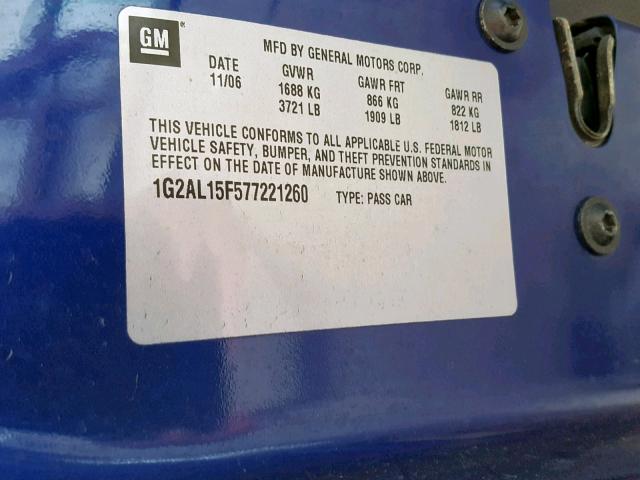 GM
MFD BY GENERAL MOTORS CORP.
DATE GVWR GAWR FRT GAWR RR
11/06 1688 KG 866 KG 822 KG
3721 LB 1909 LB 1812 LB
THIS VEHICLE CONFORMS TO ALL APPLICABLE U.S. FEDERAL MOTOR
VEHICLE SAFETY, BUMPER, AND THEFT PREVENTION STANDARDS IN
EFFECT ON THE DATE OF MANUFACTURE SHOWN ABOVE.
1G2AL15F577221260 TYPE: PASS CAR